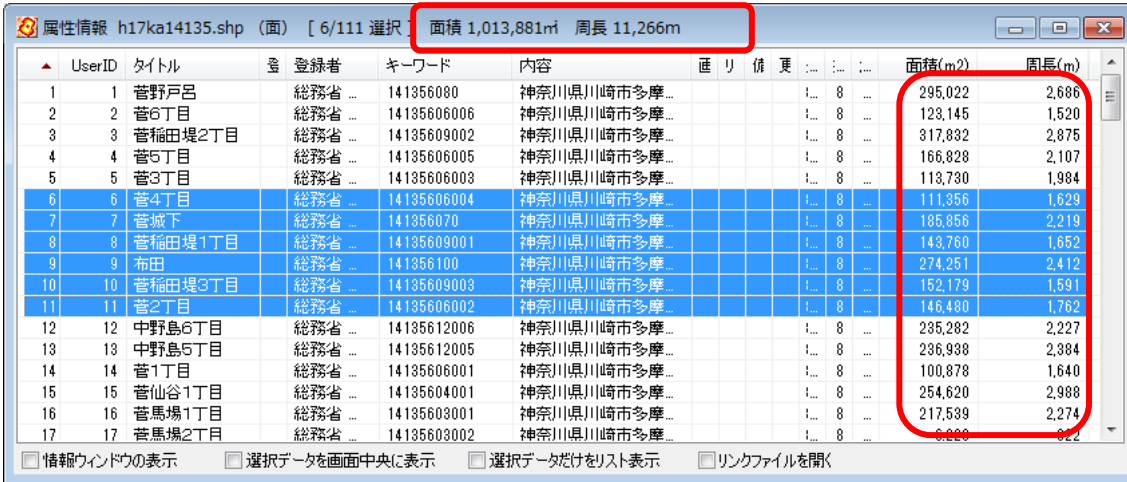 属性情報 h17ka14135.shp （面） [ 6/111 選択 ] 面積 1,013,881㎡ 周長 11,266m
UserID タイトル 登録者 キーワード 内容 リ 更 :... :... :... 面積(m2) 周長(m)
1 1 菅野戸呂 総務省 ... 141356080 神奈川県川崎市多摩... 8 ... 295,022 2,686
2 2 菅6丁目 総務省 ... 14135606006 神奈川県川崎市多摩... 8 ... 123,145 1,520
3 3 菅稲田堤2丁目 総務省 ... 14135609002 神奈川県川崎市多摩... 8 ... 317,832 2,875
4 4 菅5丁目 総務省 ... 14135606005 神奈川県川崎市多摩... 8 ... 166,828 2,107
5 5 菅3丁目 総務省 ... 14135606003 神奈川県川崎市多摩... 8 ... 113,730 1,984
6 6 菅4丁目 総務省 ... 14135606004 神奈川県川崎市多摩... 8 ... 111,356 1,629
7 7 菅城下 総務省 ... 141356070 神奈川県川崎市多摩... 8 ... 185,856 2,219
8 8 菅稲田堤1丁目 総務省 ... 14135609001 神奈川県川崎市多摩... 8 ... 143,760 1,652
9 9 布田 総務省 ... 141356100 神奈川県川崎市多摩... 8 ... 274,251 2,412
10 10 菅稲田堤3丁目 総務省 ... 14135609003 神奈川県川崎市多摩... 8 ... 152,179 1,591
11 11 菅2丁目 総務省 ... 14135606002 神奈川県川崎市多摩... 8 ... 146,480 1,762
12 12 中野島6丁目 総務省 ... 14135612006 神奈川県川崎市多摩... 8 ... 235,282 2,227
13 13 中野島5丁目 総務省 ... 14135612005 神奈川県川崎市多摩... 8 ... 236,938 2,384
14 14 菅1丁目 総務省 ... 14135606001 神奈川県川崎市多摩... 8 ... 100,878 1,640
15 15 菅仙谷1丁目 総務省 ... 14135604001 神奈川県川崎市多摩... 8 ... 254,620 2,988
16 16 菅馬場1丁目 総務省 ... 14135603001 神奈川県川崎市多摩... 8 ... 217,539 2,274
17 17 菅馬場2丁目 総務省 ... 14135603002 神奈川県川崎市多摩... 8 ...
情報ウィンドウの表示 選択データを画面中央に表示 選択データだけをリスト表示 リンクファイルを開く